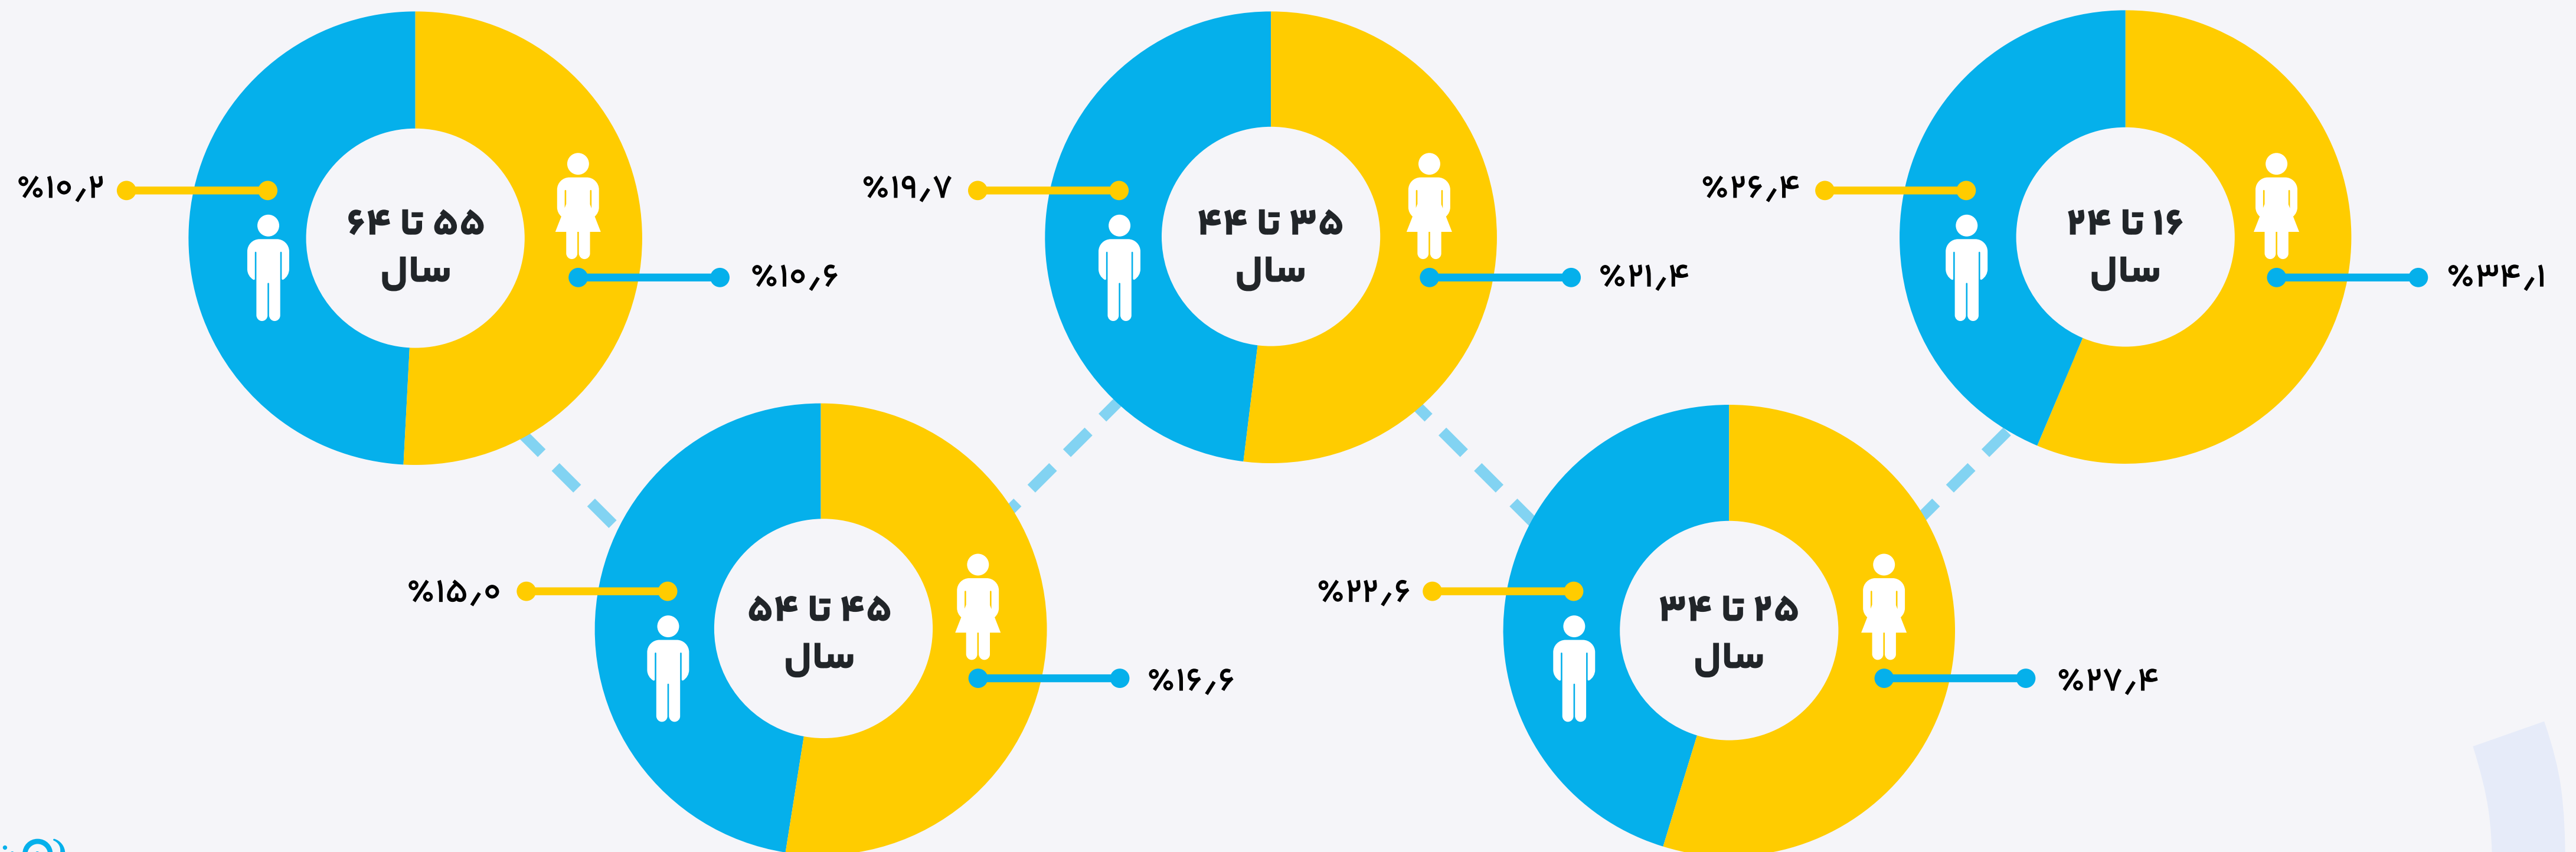 ۱۶ تا ۲۴
سال
%۲۶٫۴
%۳۴٫۱
۲۵ تا ۳۴
سال
%۲۲٫۶
%۲۷٫۴
۳۵ تا ۴۴
سال
%۱۹٫۷
%۲۱٫۴
۴۵ تا ۵۴
سال
%۱۵٫۰
%۱۶٫۶
۵۵ تا ۶۴
سال
%۱۰٫۲
%۱۰٫۶